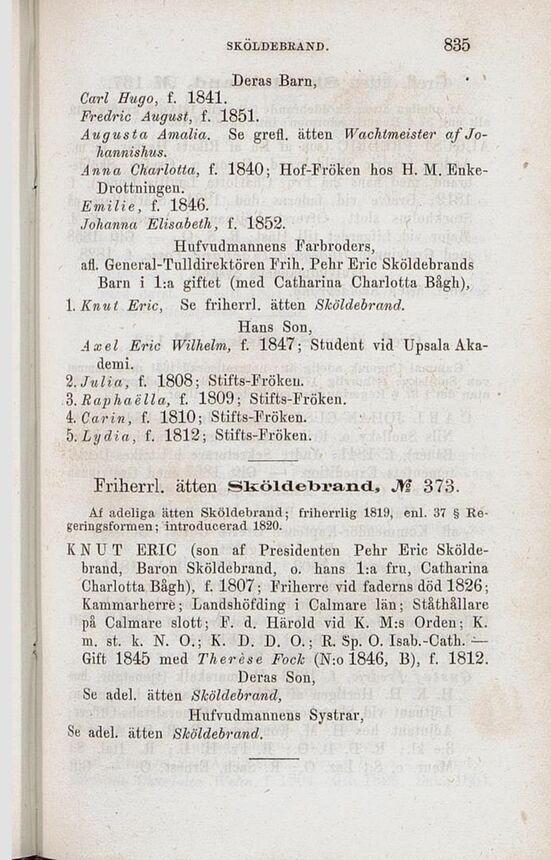 SKÖLDEBRAND. 835
Deras Barn,
Carl Hugo, f. 1841.
Fredric August, f. 1851.
Augusta Amalia. Se grefl. ätten Wachtmeister af Jo-
hannishus.
Anna Charlotta, f. 1840; Hof-Fröken hos H. M. Enke-
Drottningen.
Emilie, f. 1846.
Johanna Elisabeth, f. 1852.
Hufvudmannens Farbroders,
afl. General-Tulldirektören Frih. Pehr Eric Sköldebrands
Barn i 1:a giftet (med Catharina Charlotta Bågh),
1. Knut Eric, Se friherrl. ätten Sköldebrand.
Hans Son,
Axel Eric Wilhelm, f. 1847; Student vid Upsala Aka-
demi.
2. Julia, f. 1808; Stifts-Fröken.
3. Raphaëlla, f. 1809; Stifts-Fröken.
4. Carin, f. 1810; Stifts-Fröken.
5. Lydia, f. 1812; Stifts-Fröken.
Friherrl. ätten Sköldebrand, № 373.
Af adeliga ätten Sköldebrand; friherrlig 1819, enl. 37 § Re-
geringsformen; introducerad 1820.
KNUT ERIC (son af Presidenten Pehr Eric Skölde-
brand, Baron Sköldebrand, o. hans 1:a fru, Catharina
Charlotta Bågh), f. 1807; Friherre vid faderns död 1826;
Kammarherre; Landshöfding i Calmare län; Ståthållare
på Calmare slott; F. d. Härold vid K. M:s Orden; K.
m. st. k. N. O.; K. D. D. O.; R. Sp. O. Isab.-Cath. —
Gift 1845 med Therèse Fock (N:o 1846, B), f. 1812.
Deras Son,
Se adel. ätten Sköldebrand,
Hufvudmannens Systrar,
Se adel. ätten Sköldebrand.